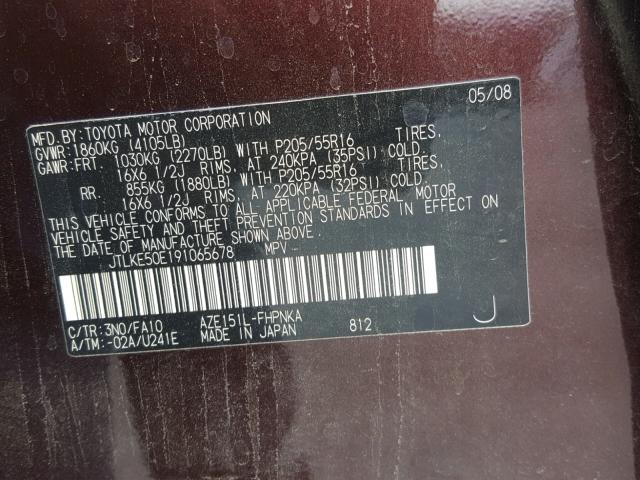 05/08
MFD.BY:TOYOTA MOTOR CORPORATION
GVWR:1860KG (4105LB)
GAWR:FRT 1030KG (2270LB) WITH P205/55R16 TIRES,
16X6 1/2J RIMS, AT 240KPA (35PSI) COLD.
RR. 855KG (1880LB) WITH P205/55R16 TIRES,
16X6 1/2J RIMS, AT 220KPA (32PSI) COLD.
THIS VEHICLE CONFORMS TO ALL APPLICABLE FEDERAL MOTOR
VEHICLE SAFETY AND THEFT PREVENTION STANDARDS IN EFFECT ON
THE DATE OF MANUFACTURE SHOWN ABOVE.
JTLKE50E191065678 MPV
C/TR:3N0/FA10 AZE151L-FHPNKA
A/TM:-02A/U241E MADE IN JAPAN 812 J